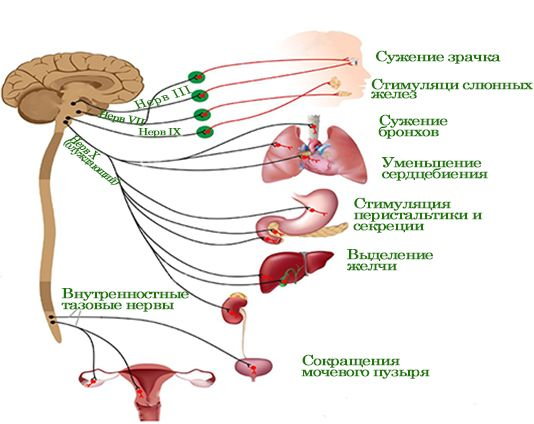 Сужение зрачка
Стимуляци слюнных
желез
Нерв III
Нерв VII
Нерв IX
Нерв X
(блуждающий)
Сужение
бронхов
Уменьшение
сердцебиения
Стимуляция
перистальтики и
секреции
Выделение
желчи
Внутренностные
тазовые нервы
Сокращения
мочевого пузыря